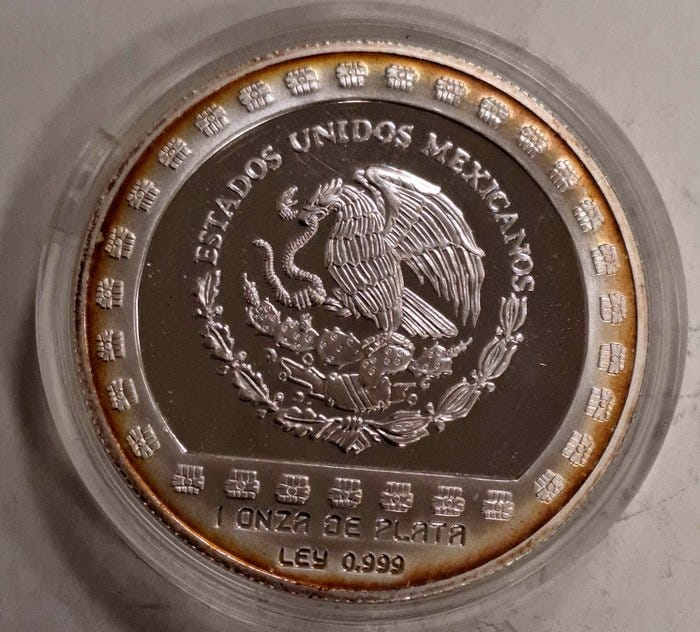 ESTADOS UNIDOS MEXICANOS
1 ONZA DE PLATA
LEY 0.999